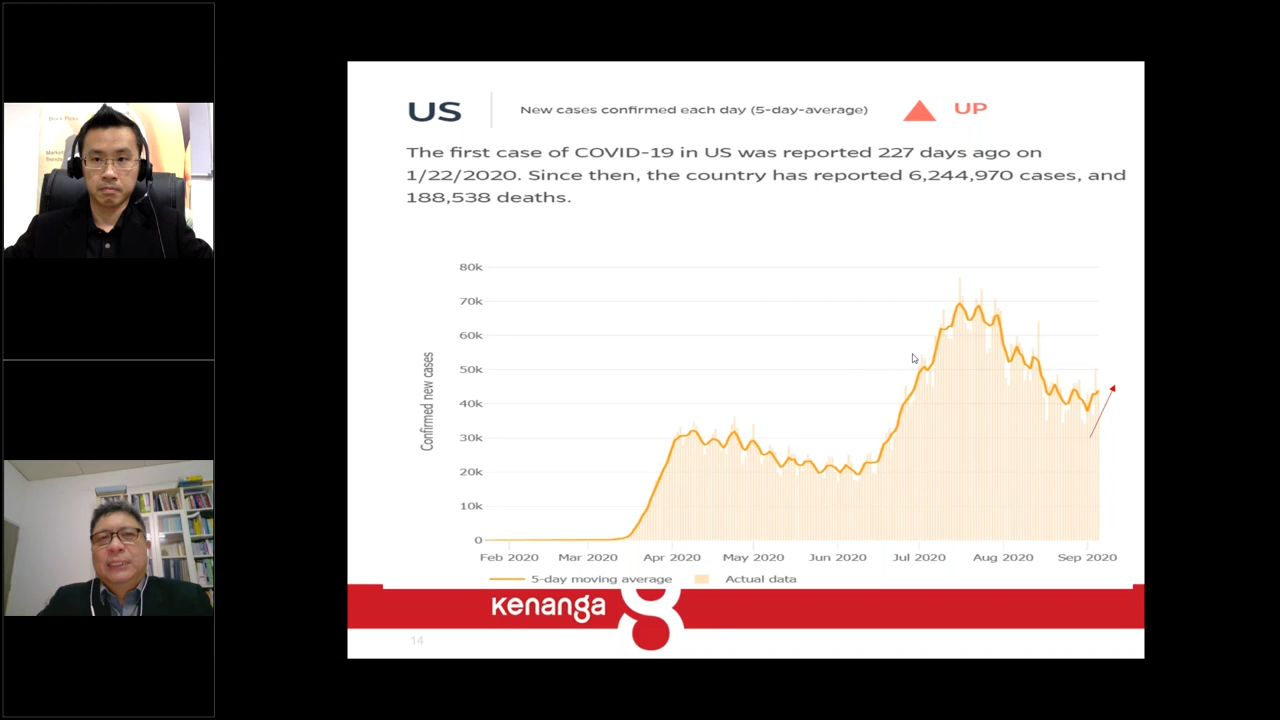 Stock Picks
Market
Trends
US
New cases confirmed each day (5-day-average)
UP
The first case of COVID-19 in US was reported 227 days ago on
1/22/2020. Since then, the country has reported 6,244,970 cases, and
188,538 deaths.
Confirmed new cases
80k
70k
60k
50k
40k
30k
20k
10k
0
Feb 2020 Mar 2020 Apr 2020 May 2020 Jun 2020 Jul 2020 Aug 2020 Sep 2020
5-day moving average Actual data
kenanga
14